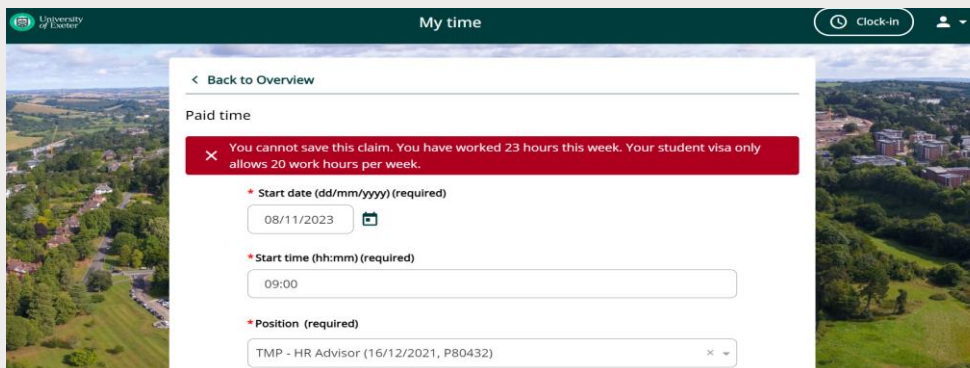 University
of Exeter
My time
Clock-in
< Back to Overview
Paid time
You cannot save this claim. You have worked 23 hours this week. Your student visa only
allows 20 work hours per week.
* Start date (dd/mm/yyyy) (required)
08/11/2023
*Start time (hh:mm) (required)
09:00
*Position (required)
TMP - HR Advisor (16/12/2021, P80432)